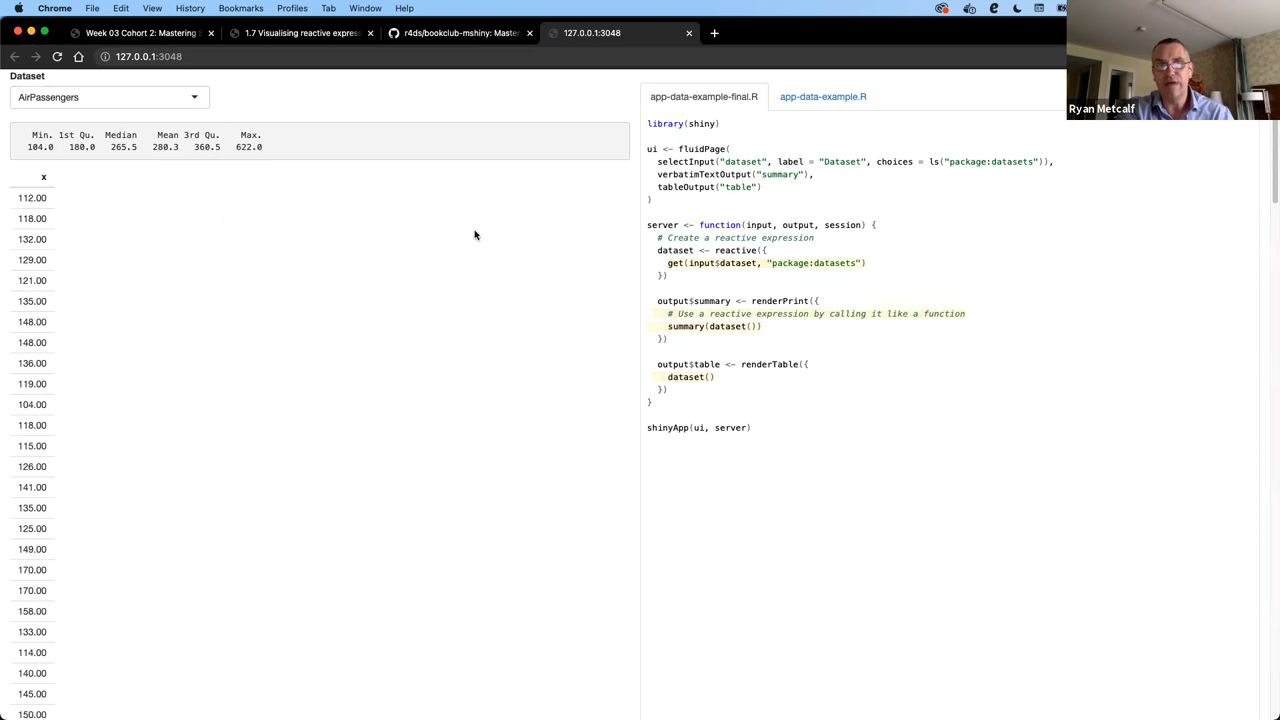 Chrome File Edit View History Bookmarks Profiles Tab Window Help
Week 03 Cohort 2: Mastering S
1.7 Visualising reactive express
r4ds/bookclub-mshiny: Master
127.0.0.1:3048
127.0.0.1:3048
Dataset
AirPassengers
Min. 1st Qu. Median Mean 3rd Qu. Max.
104.0 180.0 265.5 280.3 360.5 622.0
x
112.00
118.00
132.00
129.00
121.00
135.00
148.00
148.00
136.00
119.00
104.00
118.00
115.00
126.00
141.00
135.00
125.00
149.00
170.00
170.00
158.00
133.00
114.00
140.00
145.00
150.00
app-data-example-final.R app-data-example.R
library(shiny)
ui <- fluidPage(
selectInput("dataset", label = "Dataset", choices = ls("package:datasets")),
verbatimTextOutput("summary"),
tableOutput("table")
)
server <- function(input, output, session) {
# Create a reactive expression
dataset <- reactive({
get(input$dataset, "package:datasets")
})
output$summary <- renderPrint({
# Use a reactive expression by calling it like a function
summary(dataset())
})
output$table <- renderTable({
dataset()
})
}
shinyApp(ui, server)
Ryan Metcalf